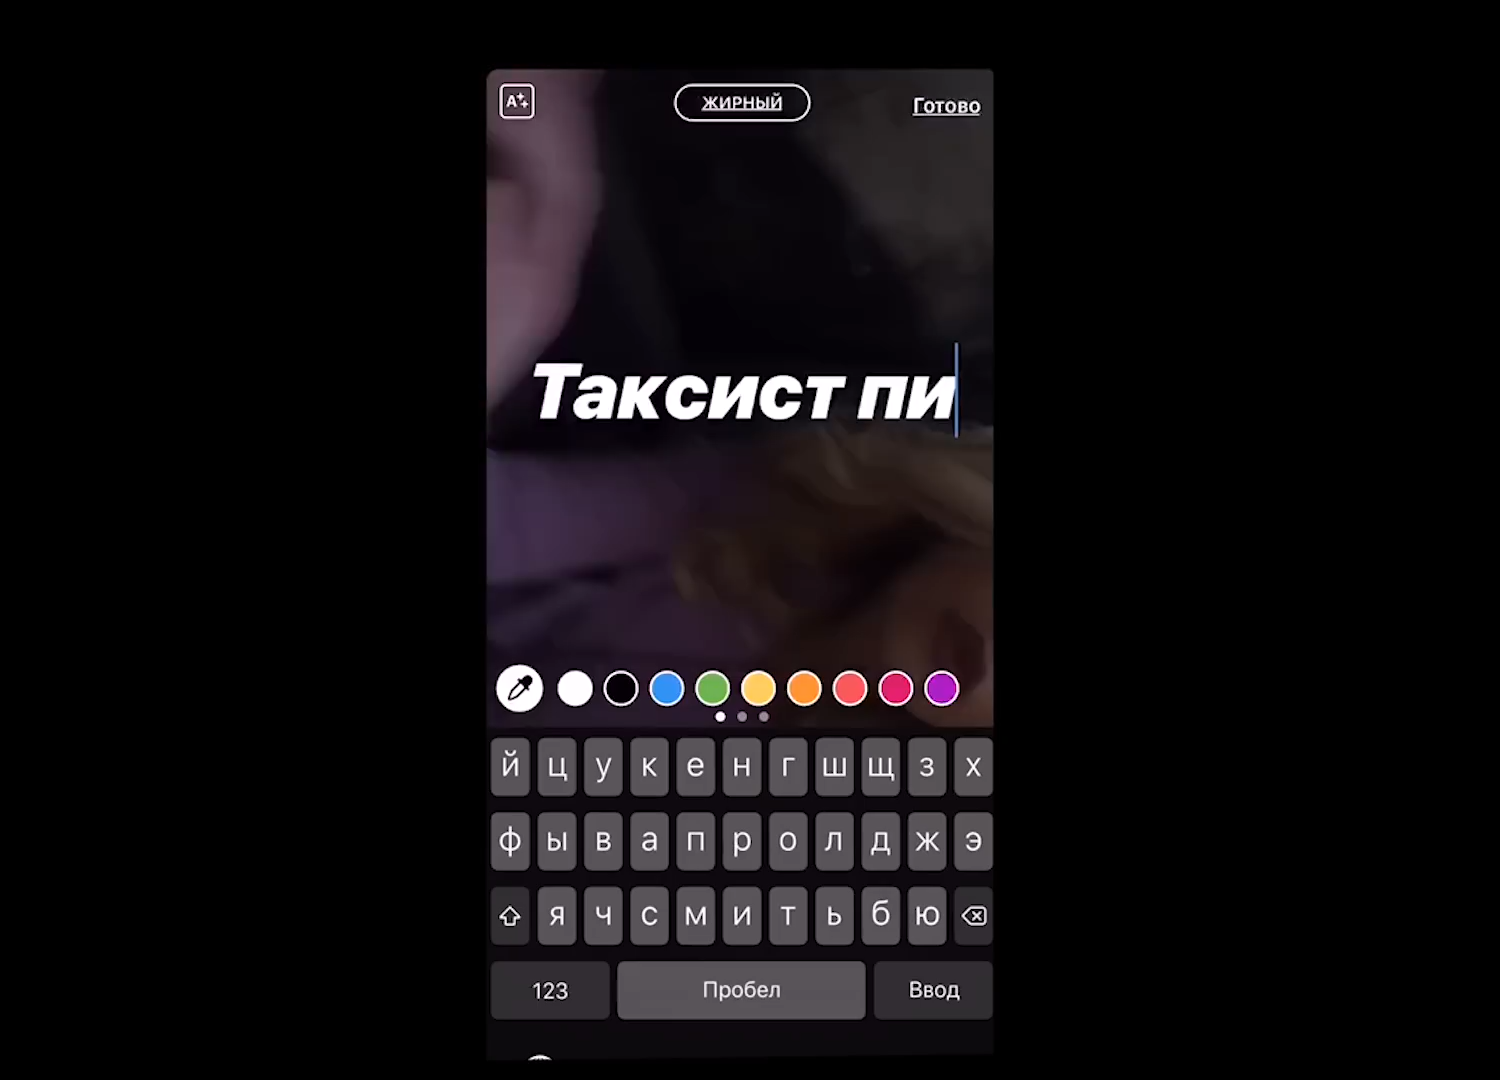 A
ЖИРНЫЙ
Готово
Таксист пи
й ц у к е н г ш щ з х
ф ы в а п р о л д ж э
я ч с м и т ь б ю
123 Пробел Ввод